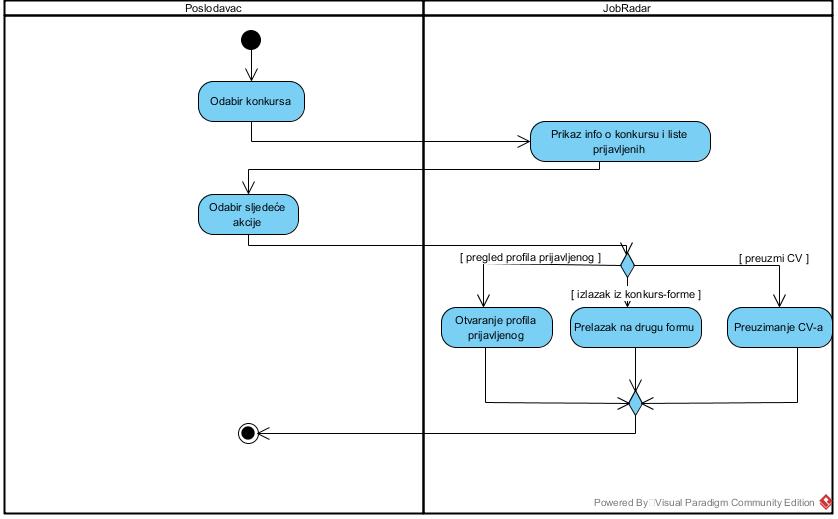 Poslodavac
JobRadar
Odabir konkursa
Prikaz info o konkursu i liste
prijavljenih
Odabir sljedeće
akcije
[ pregled profila prijavljenog ]
[ preuzmi CV ]
[ izlazak iz konkurs-forme ]
Otvaranje profila
prijavljenog
Prelazak na drugu formu
Preuzimanje CV-a
Powered By Visual Paradigm Community Edition